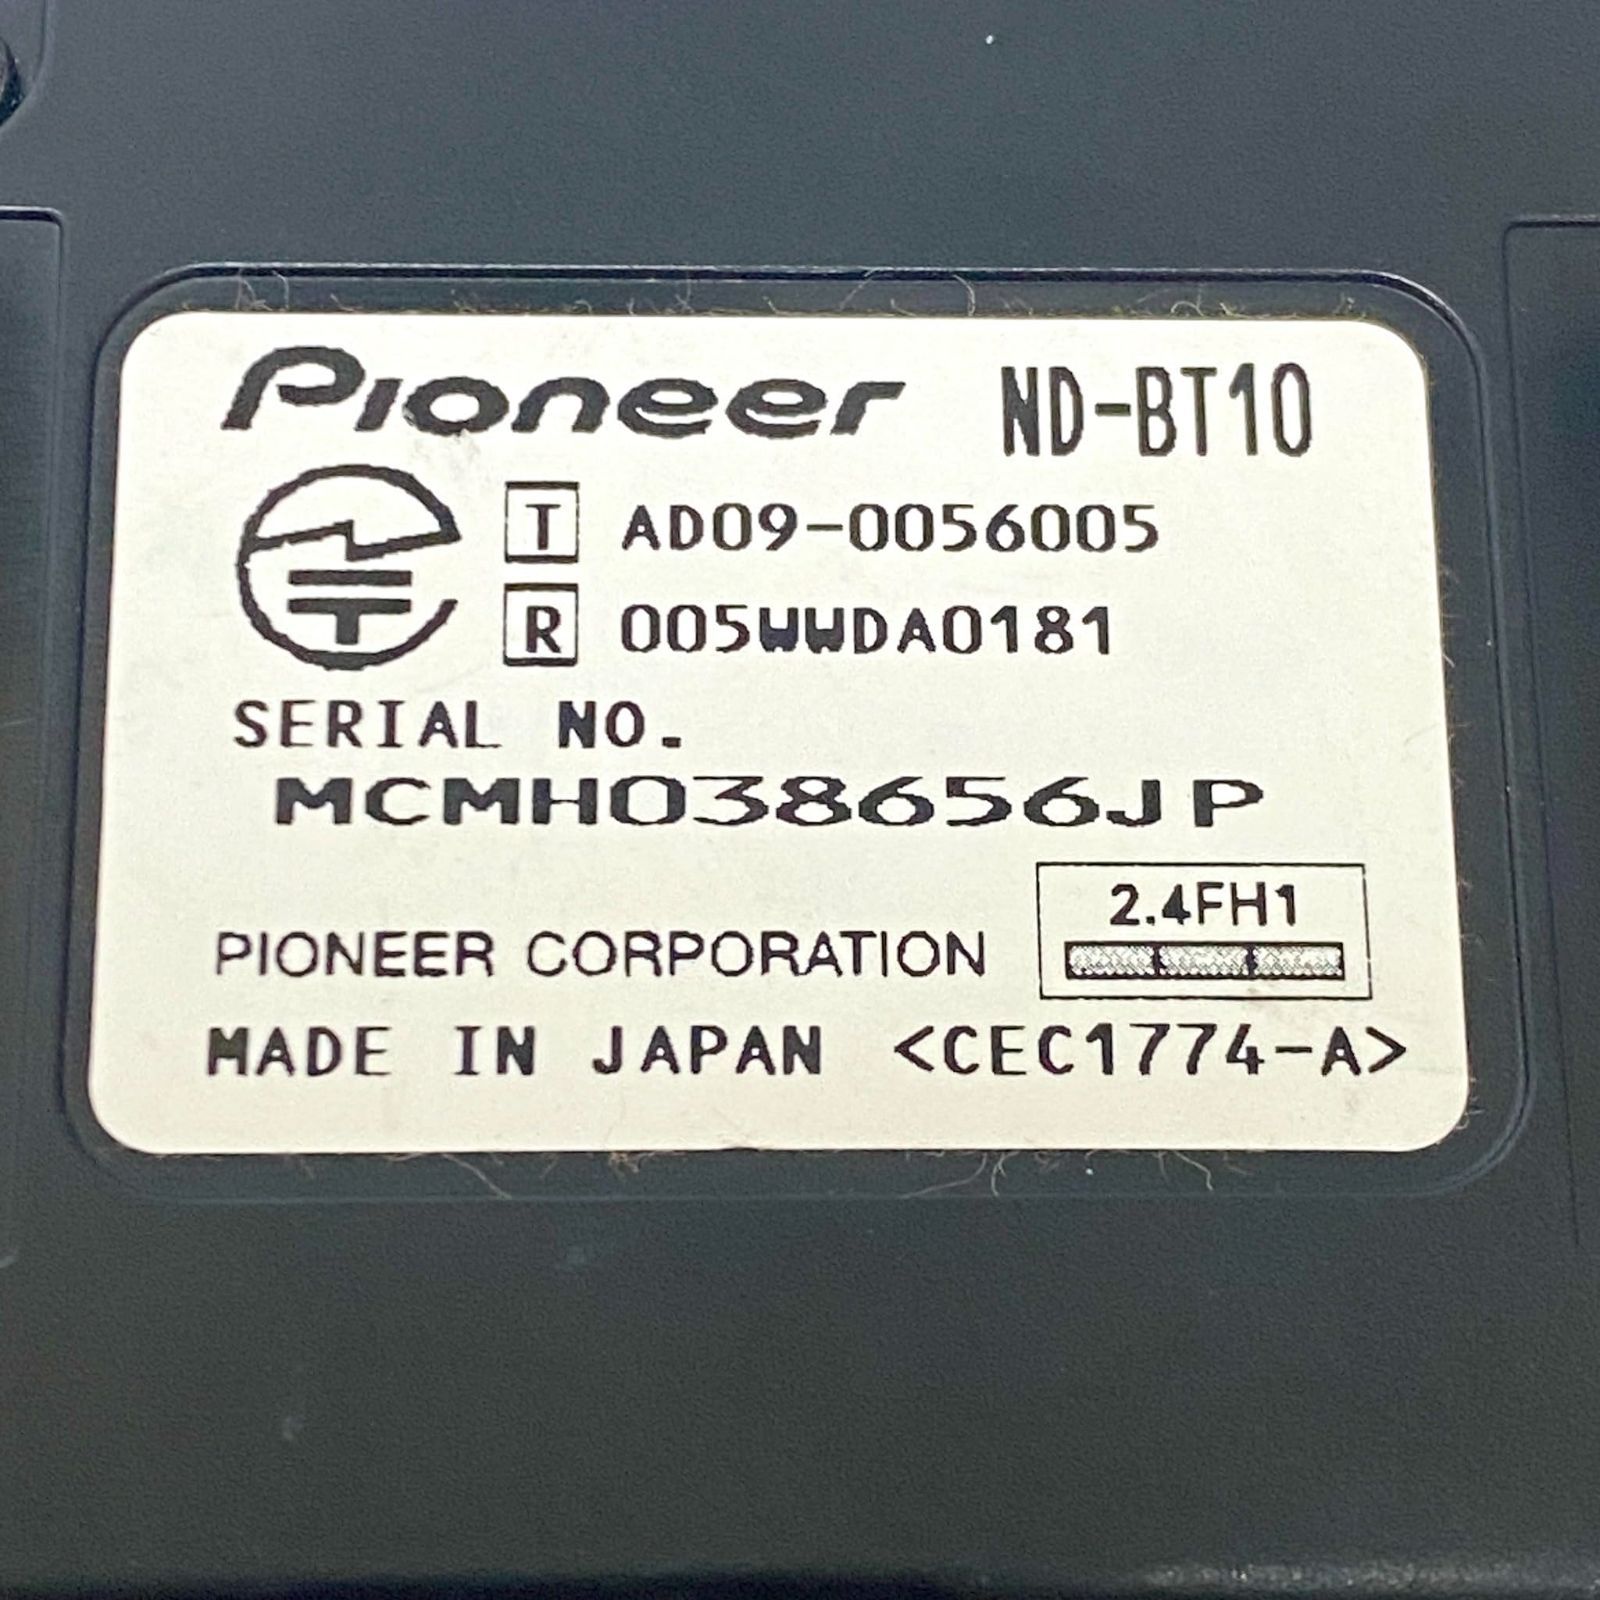 Pioneer ND-BT10
T AD09-0056005
R 005WWDA0181
SERIAL NO.
MCMH038656JP
2.4FH1
PIONEER CORPORATION
MADE IN JAPAN <CEC1774-A>